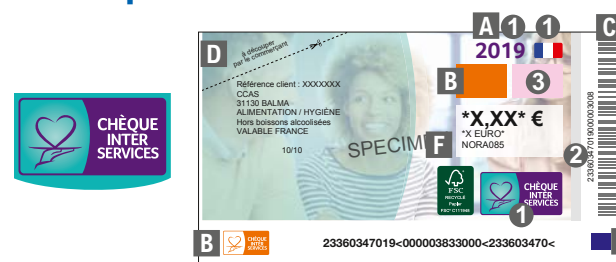 CHÈQUE
INTER
SERVICES
A 1 1 C
2019
D
à découper
par le commerçant
B 3
Référence client : XXXXXXX
CCAS
31130 BALMA
ALIMENTATION / HYGIÈNE
Hors boissons alcoolisées
VALABLE FRANCE
10/10
SPECIM
*X,XX* €
*X EURO*
NORA085
F
2
FSC
RECYCLÉ
Papier
CHÈQUE
INTER
SERVICES
1
B
CHÈQUE
INTER
SERVICES
23360347019<000003833000<233603470<